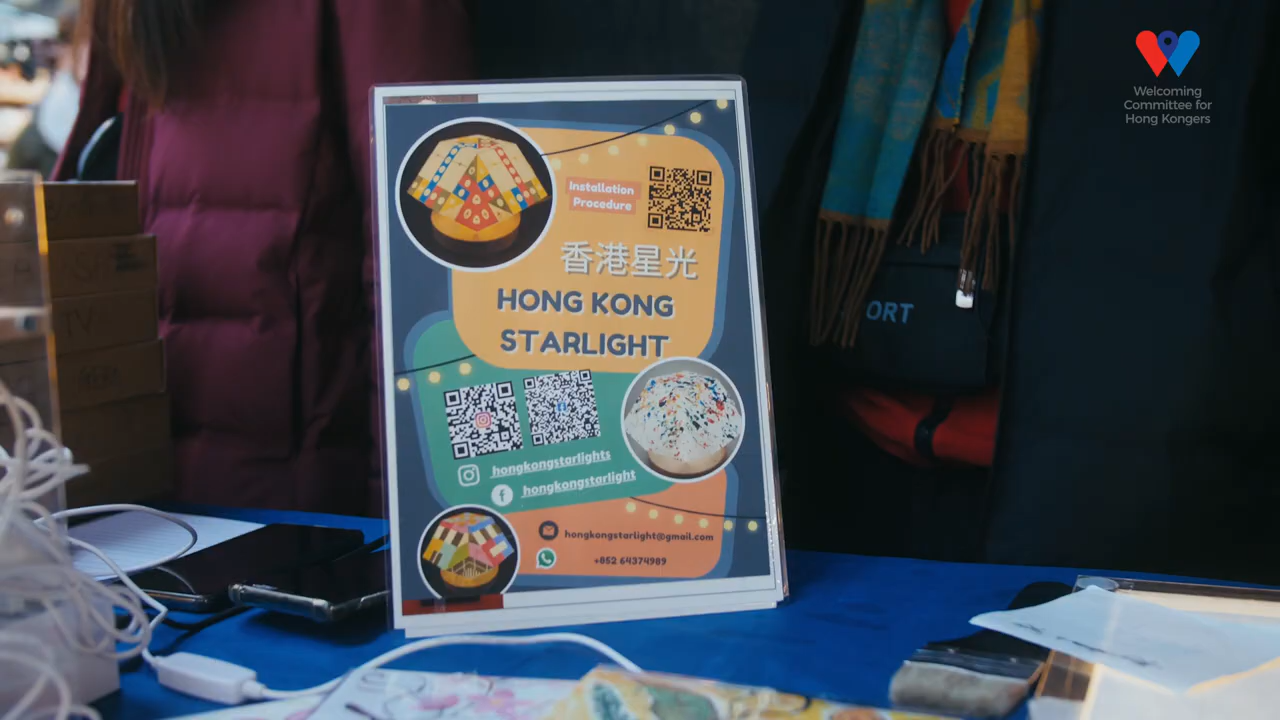 Welcoming
Committee for
Hong Kongers
Installation
Procedure
香港星光
HONG KONG
STARLIGHT
hongkongstarlights
hongkongstarlight
hongkongstarlight@gmail.com
+852 64374989
ORT